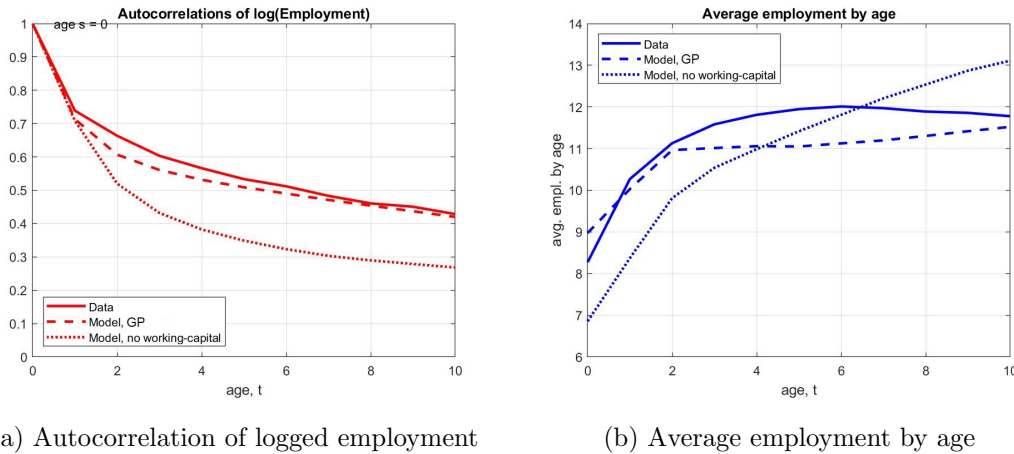 Autocorrelations of log(Employment)
age s = 0
1
0.9
0.8
0.7
0.6
0.5
0.4
0.3
0.2
0.1
0
Data
Model, GP
Model, no working-capital
0 2 4 6 8 10
age, t
a) Autocorrelation of logged employment
Average employment by age
14
13
12
11
10
9
8
7
6
avg. empl. by age
Data
Model, GP
Model, no working-capital
0 2 4 6 8 10
age, t
(b) Average employment by age